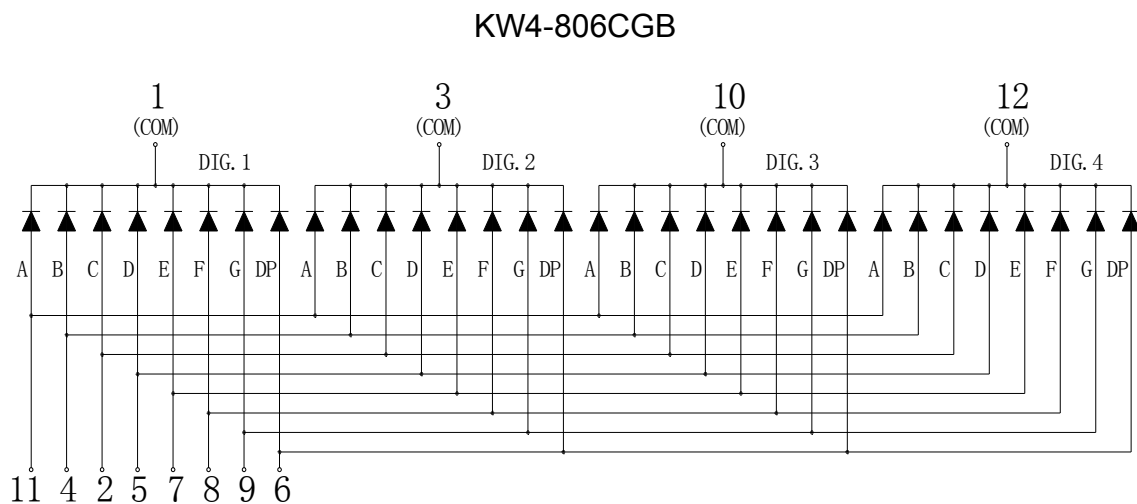 KW4-806CGB
1 3 10 12
(COM) (COM) (COM) (COM)
DIG.1 DIG.2 DIG.3 DIG.4
A B C D E F G DP A B C D E F G DP A B C D E F G DP A B C D E F G DP
11 4 2 5 7 8 9 6